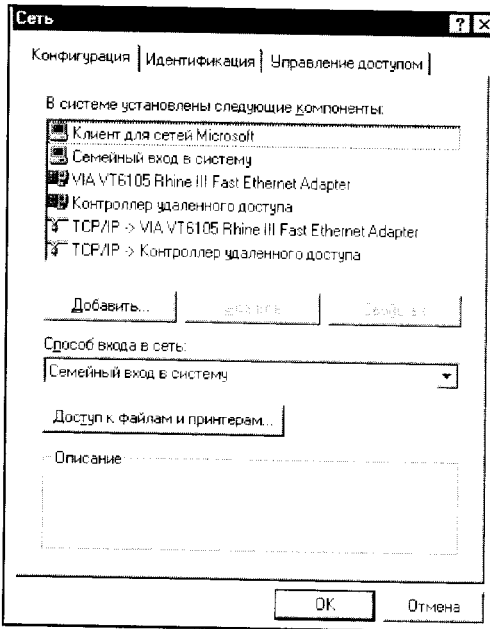 Сеть
Конфигурация Идентификация Управление доступом
В системе установлены следующие компоненты:
Клиент для сетей Microsoft
Семейный вход в систему
VIA VT6105 Rhine III Fast Ethernet Adapter
Контроллер удаленного доступа
TCP/IP -> VIA VT6105 Rhine III Fast Ethernet Adapter
TCP/IP -> Контроллер удаленного доступа
Добавить...
Способ входа в сеть:
Семейный вход в систему
Доступ к файлам и принтерам...
Описание
OK Отмена